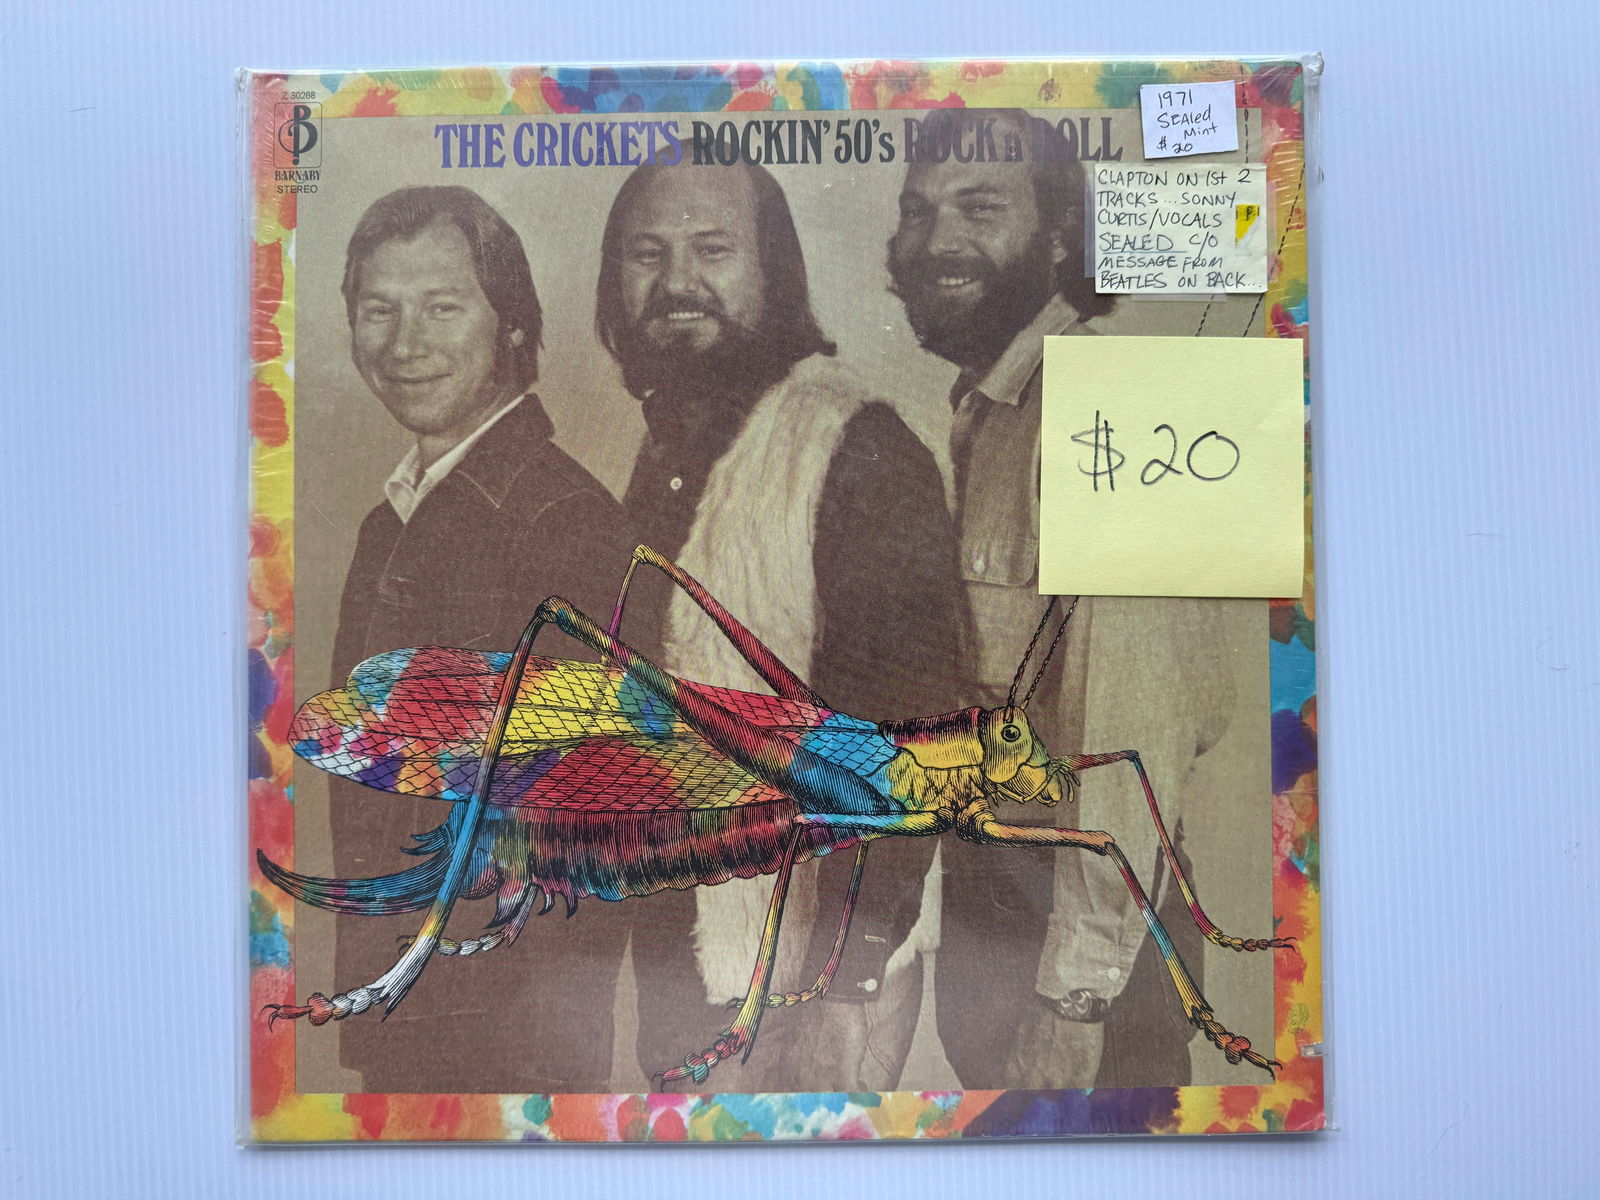 Z 30268
B
BARNABY
STEREO
THE CRICKETS ROCKIN' 50's ROCK n' ROLL
1971
SEAled
Mint
$ 20
CLAPTON ON 1St 2
TRACKS... SONNY
CURTIS/VOCALS
SEALED C/O
MESSAGE FROM
BEATLES ON BACK...
$20